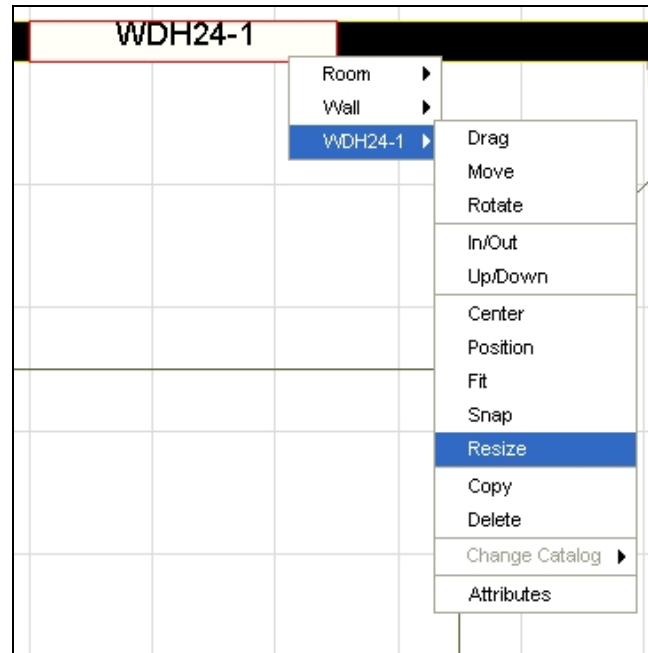 WDH24-1
Room
Wall
WDH24-1
Drag
Move
Rotate
In/Out
Up/Down
Center
Position
Fit
Snap
Resize
Copy
Delete
Change Catalog
Attributes